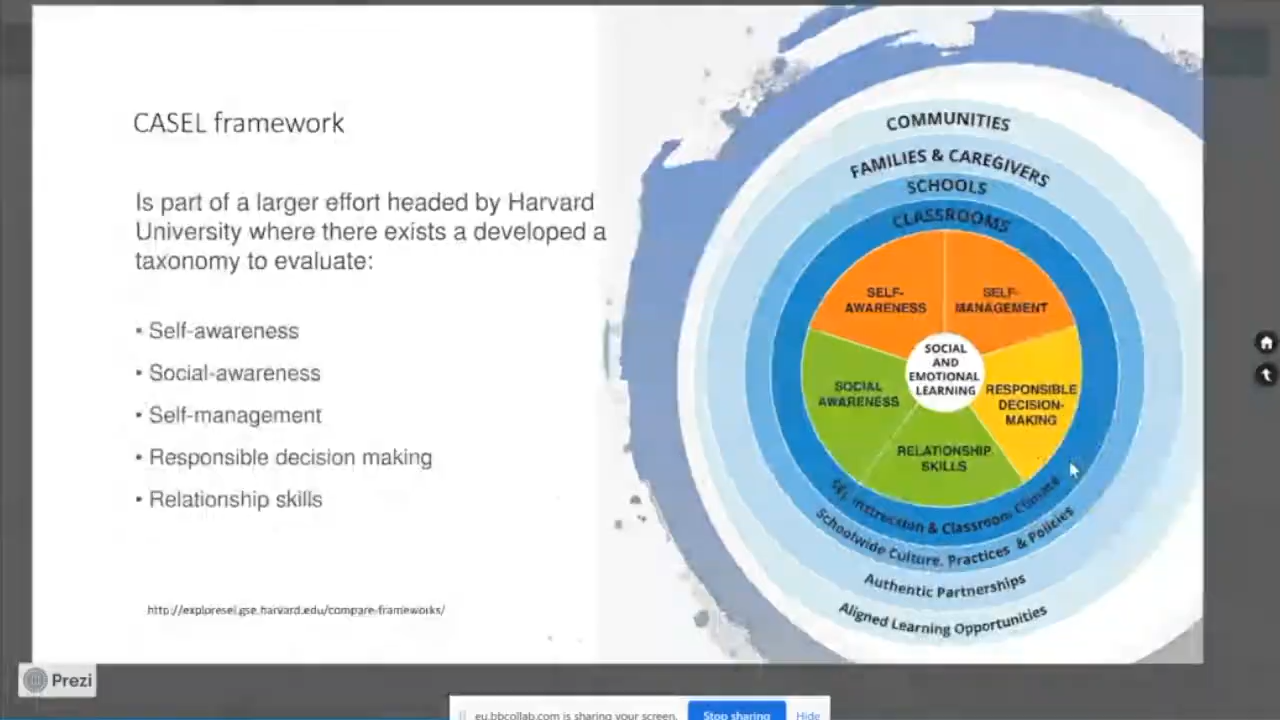 CASEL framework
Is part of a larger effort headed by Harvard
University where there exists a developed a
taxonomy to evaluate:
• Self-awareness
• Social-awareness
• Self-management
• Responsible decision making
• Relationship skills
http://exploresel.gse.harvard.edu/compare-frameworks/
COMMUNITIES
FAMILIES & CAREGIVERS
SCHOOLS
CLASSROOMS
SELF-
AWARENESS
SELF-
MANAGEMENT
SOCIAL
AND
EMOTIONAL
LEARNING
SOCIAL
AWARENESS
RESPONSIBLE
DECISION-
MAKING
RELATIONSHIP
SKILLS
SEL Instruction & Classroom Climate
Schoolwide Culture, Practices & Policies
Authentic Partnerships
Aligned Learning Opportunities
Prezi
eu.bbcollab.com is sharing your screen.
Stop sharing
Hide